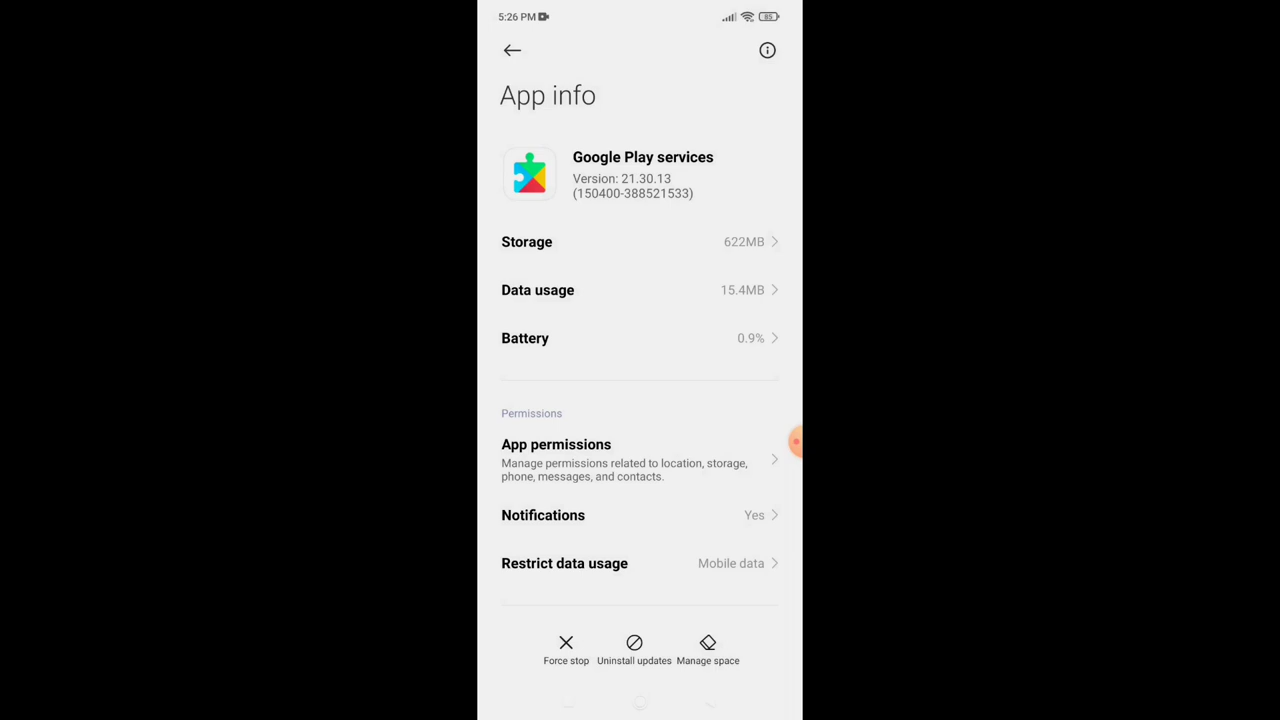 5:26 PM
85
App info
Google Play services
Version: 21.30.13
(150400-388521533)
Storage 622MB
Data usage 15.4MB
Battery 0.9%
Permissions
App permissions
Manage permissions related to location, storage,
phone, messages, and contacts.
Notifications Yes
Restrict data usage Mobile data
Force stop Uninstall updates Manage space